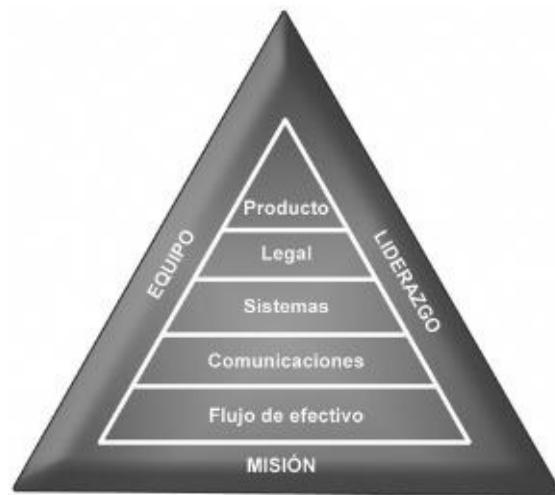 Producto
Legal
EQUIPO
LIDERAZGO
Sistemas
Comunicaciones
Flujo de efectivo
MISIÓN